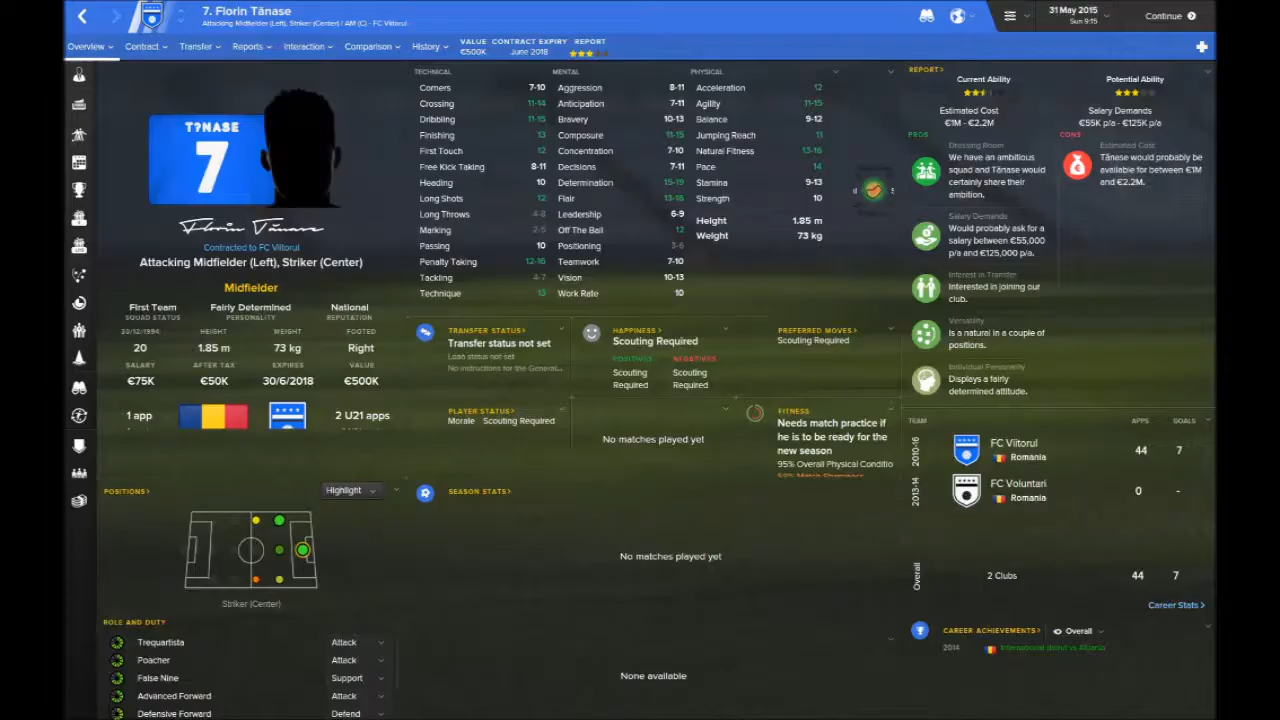 7. Florin Tănase
Attacking Midfielder (Left), Striker (Center) / AM (C) - FC Viitorul
31 May 2015
Sun 9:15
Continue
Overview
Contract
Transfer
Reports
Interaction
Comparison
History
VALUE CONTRACT EXPIRY REPORT
€500K June 2018
T?NASE
7
Florin Tănase
Contracted to FC Viitorul
Attacking Midfielder (Left), Striker (Center)
Midfielder
First Team Fairly Determined National
SQUAD STATUS PERSONALITY REPUTATION
30/12/1994 HEIGHT WEIGHT FOOTED
20 1.85 m 73 kg Right
SALARY AFTER TAX EXPIRES VALUE
€75K €50K 30/6/2018 €500K
1 app 2 U21 apps
TECHNICAL MENTAL PHYSICAL
Corners 7-10 Aggression 8-11 Acceleration 12
Crossing 11-14 Anticipation 7-11 Agility 11-15
Dribbling 11-15 Bravery 10-13 Balance 9-12
Finishing 13 Composure 11-15 Jumping Reach 11
First Touch 12 Concentration 7-10 Natural Fitness 13-16
Free Kick Taking 8-11 Decisions 7-11 Pace 14
Heading 10 Determination 15-19 Stamina 9-13
Long Shots 12 Flair 13-16 Strength 10
Long Throws 4-8 Leadership 6-9 Height 1.85 m
Marking 2-5 Off The Ball 12 Weight 73 kg
Passing 10 Positioning 3-6
Penalty Taking 12-16 Teamwork 7-10
Tackling 4-7 Vision 10-13
Technique 13 Work Rate 10
TRANSFER STATUS>
Transfer status not set
Loan status not set
No instructions for the General...
HAPPINESS >
Scouting Required
POSITIVES NEGATIVES
Scouting Required
Scouting Required
PREFERRED MOVES>
Scouting Required
PLAYER STATUS>
Morale Scouting Required
No matches played yet
FITNESS
Needs match practice if
he is to be ready for the
new season
95% Overall Physical Conditio
POSITIONS>
Highlight
Striker (Center)
SEASON STATS>
No matches played yet
None available
ROLE AND DUTY
Trequartista Attack
Poacher Attack
False Nine Support
Advanced Forward Attack
Defensive Forward Defend
REPORT>
Current Ability Potential Ability
Estimated Cost Salary Demands
€1M - €2.2M €55K p/a - €125K p/a
PROS CONS
Dressing Room
We have an ambitious
squad and Tănase would
certainly share their
ambition.
Estimated Cost
Tănase would probably be
available for between €1M
and €2.2M.
Salary Demands
Would probably ask for a
salary between €55,000
p/a and €125,000 p/a.
Interest in Transfer
Interested in joining our
club.
Versatility
Is a natural in a couple of
positions.
Individual Personality
Displays a fairly
determined attitude.
TEAM APPS GOALS
2010-16 FC Viitorul 44 7
Romania
2013-14 FC Voluntari 0 -
Romania
Overall 2 Clubs 44 7
Career Stats >
CAREER ACHIEVEMENTS> Overall
2014 International debut vs Albania